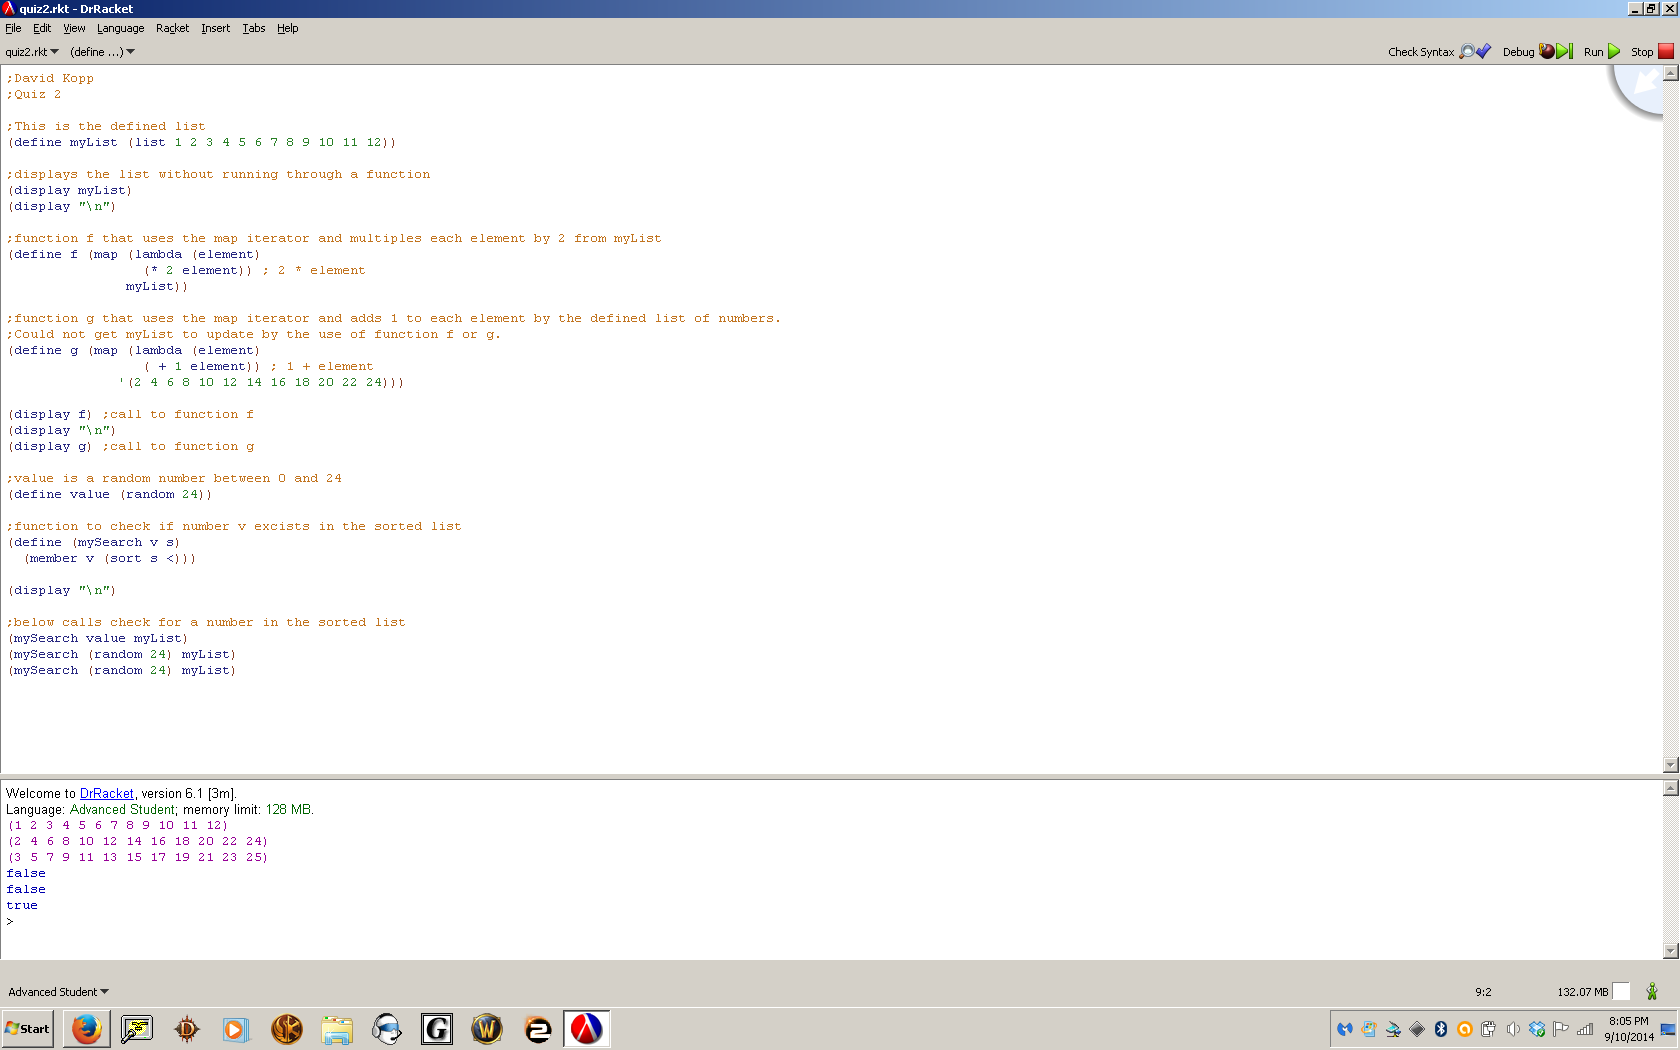 quiz2.rkt - DrRacket
File Edit View Language Racket Insert Tabs Help
quiz2.rkt (define ...) Check Syntax Debug Run Stop
;David Kopp
;Quiz 2
;This is the defined list
(define myList (list 1 2 3 4 5 6 7 8 9 10 11 12))
;displays the list without running through a function
(display myList)
(display "\n")
;function f that uses the map iterator and multiples each element by 2 from myList
(define f (map (lambda (element)
(* 2 element)) ; 2 * element
myList))
;function g that uses the map iterator and adds 1 to each element by the defined list of numbers.
;Could not get myList to update by the use of function f or g.
(define g (map (lambda (element)
( + 1 element)) ; 1 + element
'(2 4 6 8 10 12 14 16 18 20 22 24)))
(display f) ;call to function f
(display "\n")
(display g) ;call to function g
;value is a random number between 0 and 24
(define value (random 24))
;function to check if number v excists in the sorted list
(define (mySearch v s)
(member v (sort s <)))
(display "\n")
;below calls check for a number in the sorted list
(mySearch value myList)
(mySearch (random 24) myList)
(mySearch (random 24) myList)
Welcome to DrRacket, version 6.1 [3m].
Language: Advanced Student; memory limit: 128 MB.
(1 2 3 4 5 6 7 8 9 10 11 12)
(2 4 6 8 10 12 14 16 18 20 22 24)
(3 5 7 9 11 13 15 17 19 21 23 25)
false
false
true
>
Advanced Student 9:2 132.07 MB
Start G W 2 8:05 PM
9/10/2014